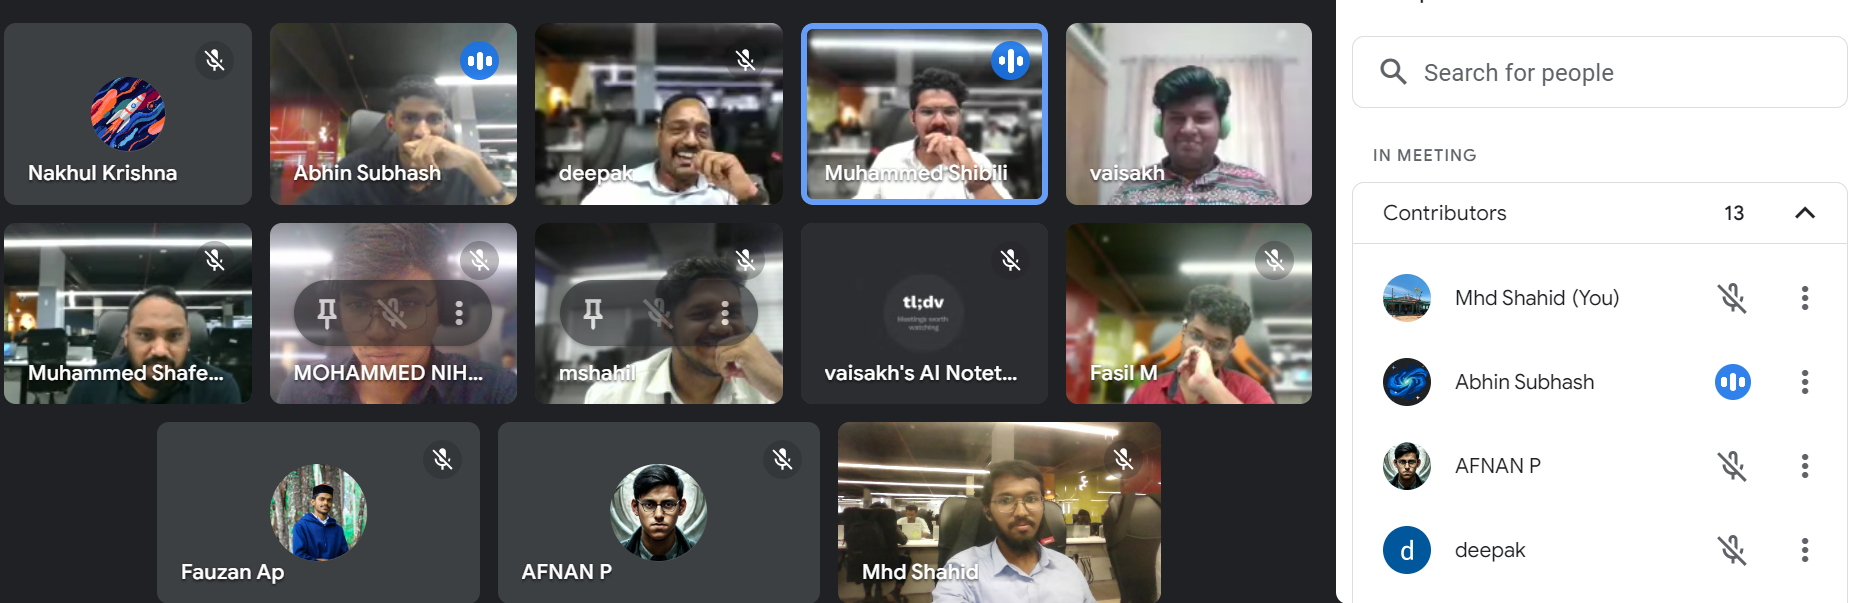 Nakhul Krishna
Abhin Subhash
deepak
Muhammed Shibili
vaisakh
Muhammed Shafe...
MOHAMMED NIH...
mshahil
tl;dv
Meetings worth
watching
vaisakh's AI Notet...
Fasil M
Fauzan Ap
AFNAN P
Mhd Shahid
Search for people
IN MEETING
Contributors 13
Mhd Shahid (You)
Abhin Subhash
AFNAN P
d deepak